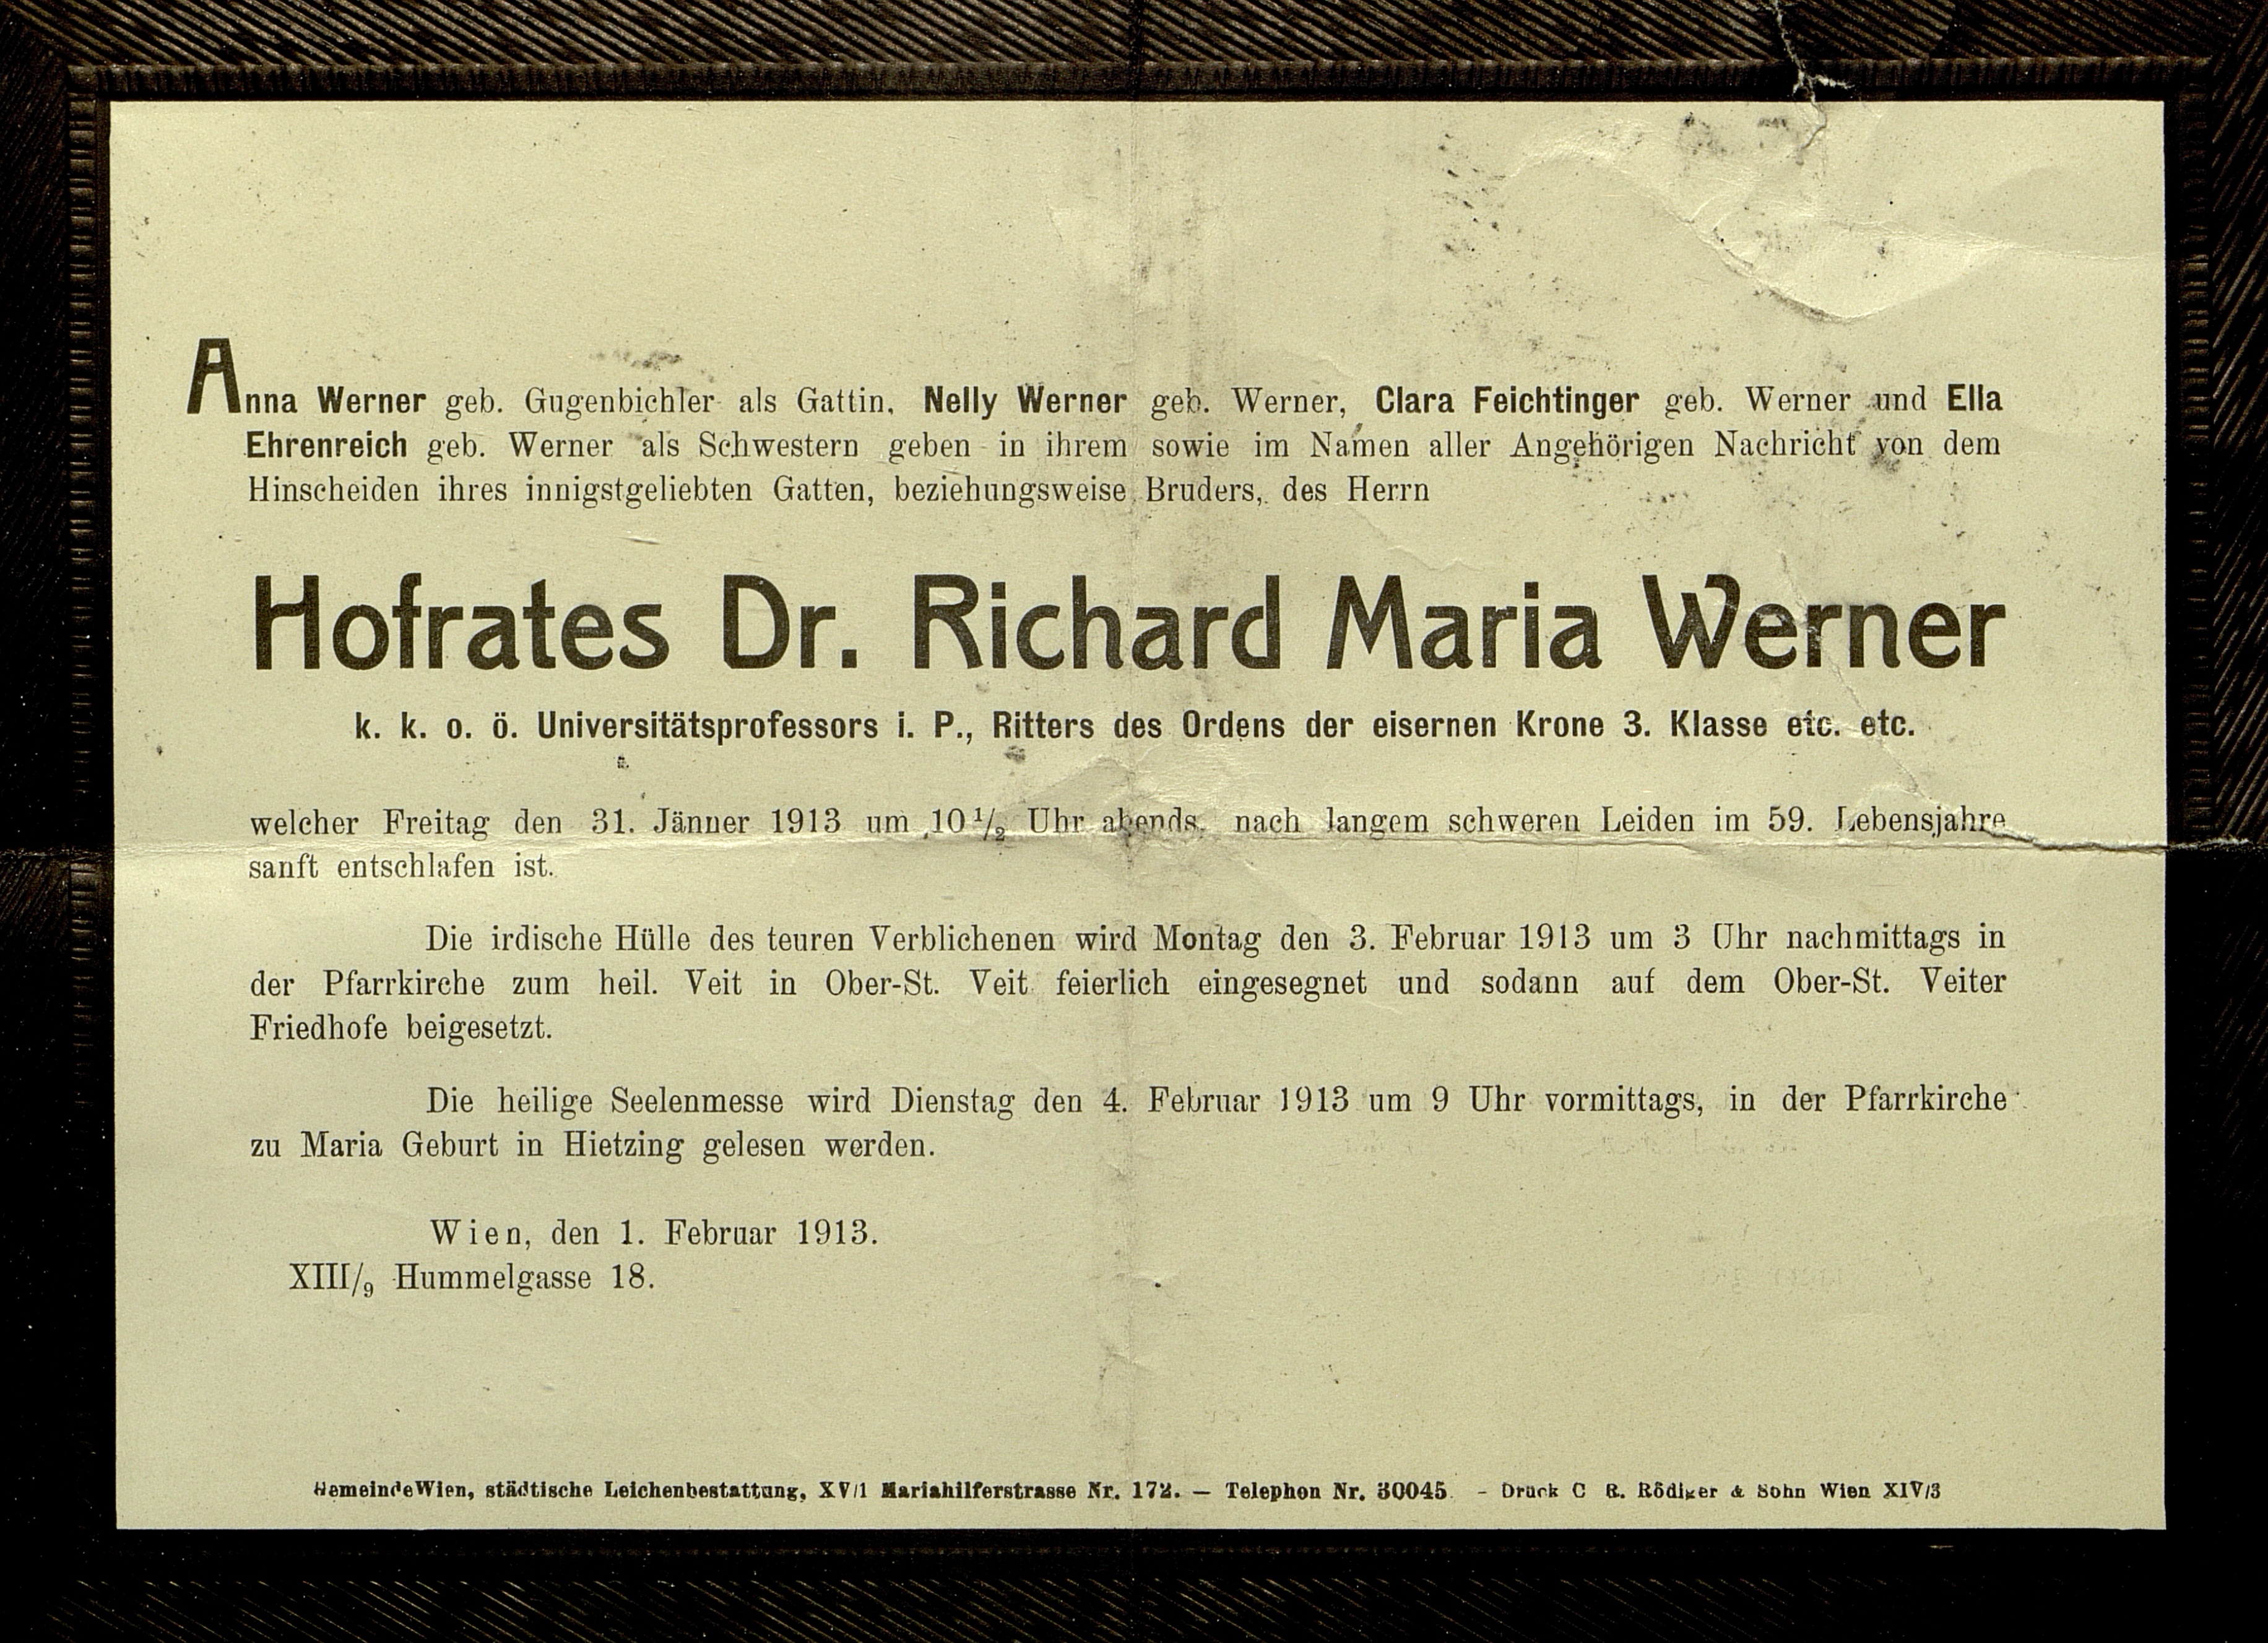 Anna Werner geb. Gugenbichler als Gattin, Nelly Werner geb. Werner, Clara Feichtinger geb. Werner und Ella
Ehrenreich geb. Werner als Schwestern geben in ihrem sowie im Namen aller Angehörigen Nachricht von dem
Hinscheiden ihres innigstgeliebten Gatten, beziehungsweise Bruders, des Herrn
Hofrates Dr. Richard Maria Werner
k. k. o. ö. Universitätsprofessors i. P., Ritters des Ordens der eisernen Krone 3. Klasse etc. etc.
welcher Freitag den 31. Jänner 1913 um 10 1/2 Uhr abends, nach langem schweren Leiden im 59. Lebensjahre
sanft entschlafen ist.
Die irdische Hülle des teuren Verblichenen wird Montag den 3. Februar 1913 um 3 Uhr nachmittags in
der Pfarrkirche zum heil. Veit in Ober-St. Veit feierlich eingesegnet und sodann auf dem Ober-St. Veiter
Friedhofe beigesetzt.
Die heilige Seelenmesse wird Dienstag den 4. Februar 1913 um 9 Uhr vormittags, in der Pfarrkirche
zu Maria Geburt in Hietzing gelesen werden.
Wien, den 1. Februar 1913.
XIII/9 Hummelgasse 18.
Gemeinde Wien, städtische Leichenbestattung, XV/1 Mariahilferstrasse Nr. 172. — Telephon Nr. 30045. - Druck C R. Rödiger & Sohn Wien XIV/3